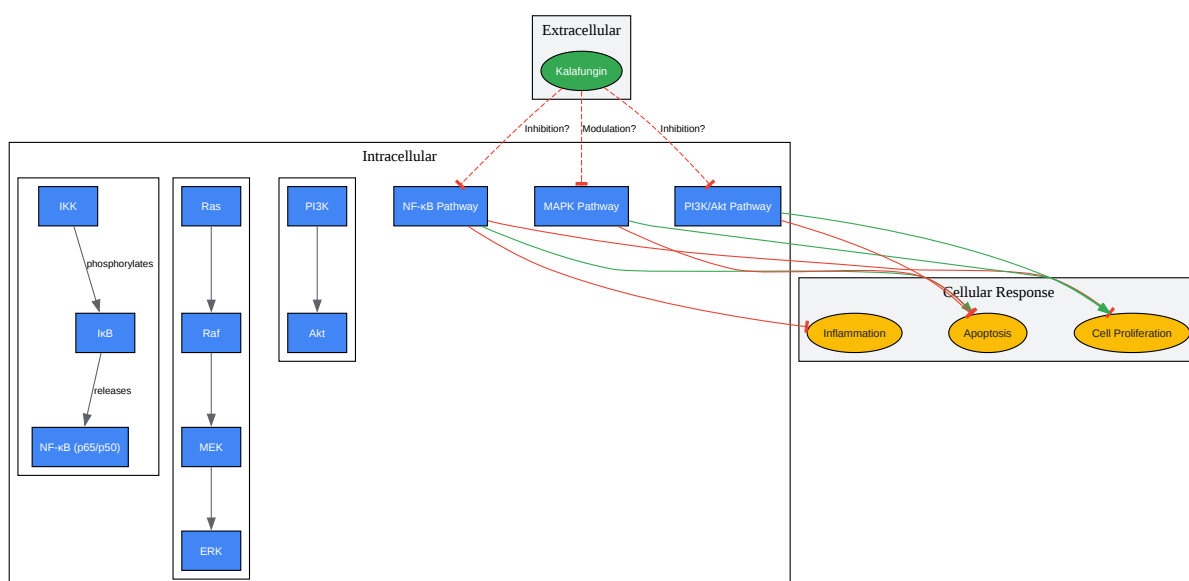 Extracellular
Kalafungin
Inhibition?
Modulation?
Inhibition?
Intracellular
IKK
Ras
PI3K
NF-κB Pathway
MAPK Pathway
PI3K/Akt Pathway
phosphorylates
Cellular Response
IκB
Raf
Akt
Inflammation
Apoptosis
Cell Proliferation
releases
NF-κB (p65/p50)
MEK
ERK